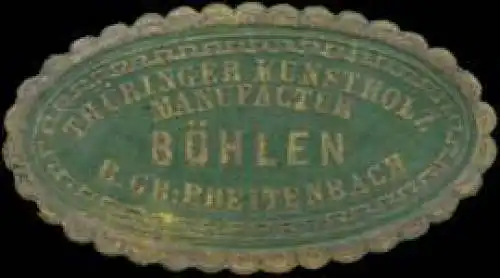 THÜRINGER KUNSTHOLZ
MANUFACTUR
BÖHLEN
B. GR: BREITENBACH